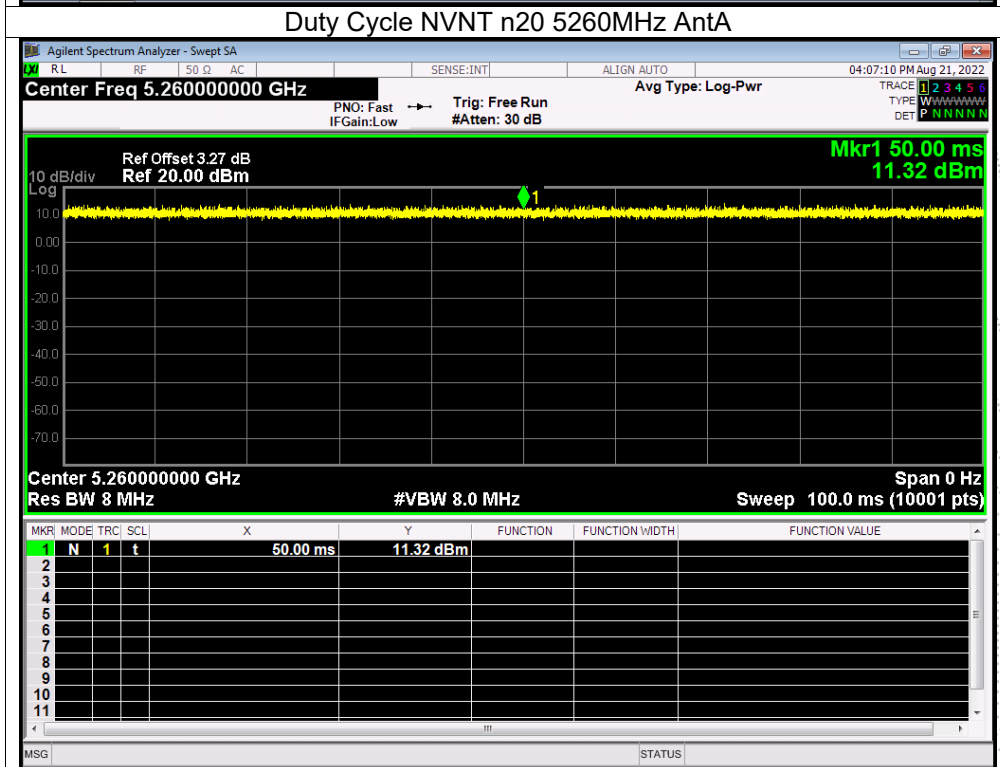 Duty Cycle NVNT n20 5260MHz AntA
Agilent Spectrum Analyzer - Swept SA
LXI RL RF 50 Ω AC SENSE:INT ALIGN AUTO 04:07:10 PM Aug 21, 2022
Center Freq 5.260000000 GHz Avg Type: Log-Pwr TRACE 1 2 3 4 5 6
PNO: Fast Trig: Free Run TYPE WWWWWWW
IFGain:Low #Atten: 30 dB DET P N N N N N
Ref Offset 3.27 dB Mkr1 50.00 ms
10 dB/div Ref 20.00 dBm 11.32 dBm
Log
1
10.0
0.00
-10.0
-20.0
-30.0
-40.0
-50.0
-60.0
-70.0
Center 5.260000000 GHz Span 0 Hz
Res BW 8 MHz #VBW 8.0 MHz Sweep 100.0 ms (10001 pts)
MKR MODE TRC SCL X Y FUNCTION FUNCTION WIDTH FUNCTION VALUE
1 N 1 t 50.00 ms 11.32 dBm
2
3
4
5
6
7
8
9
10
11
MSG STATUS